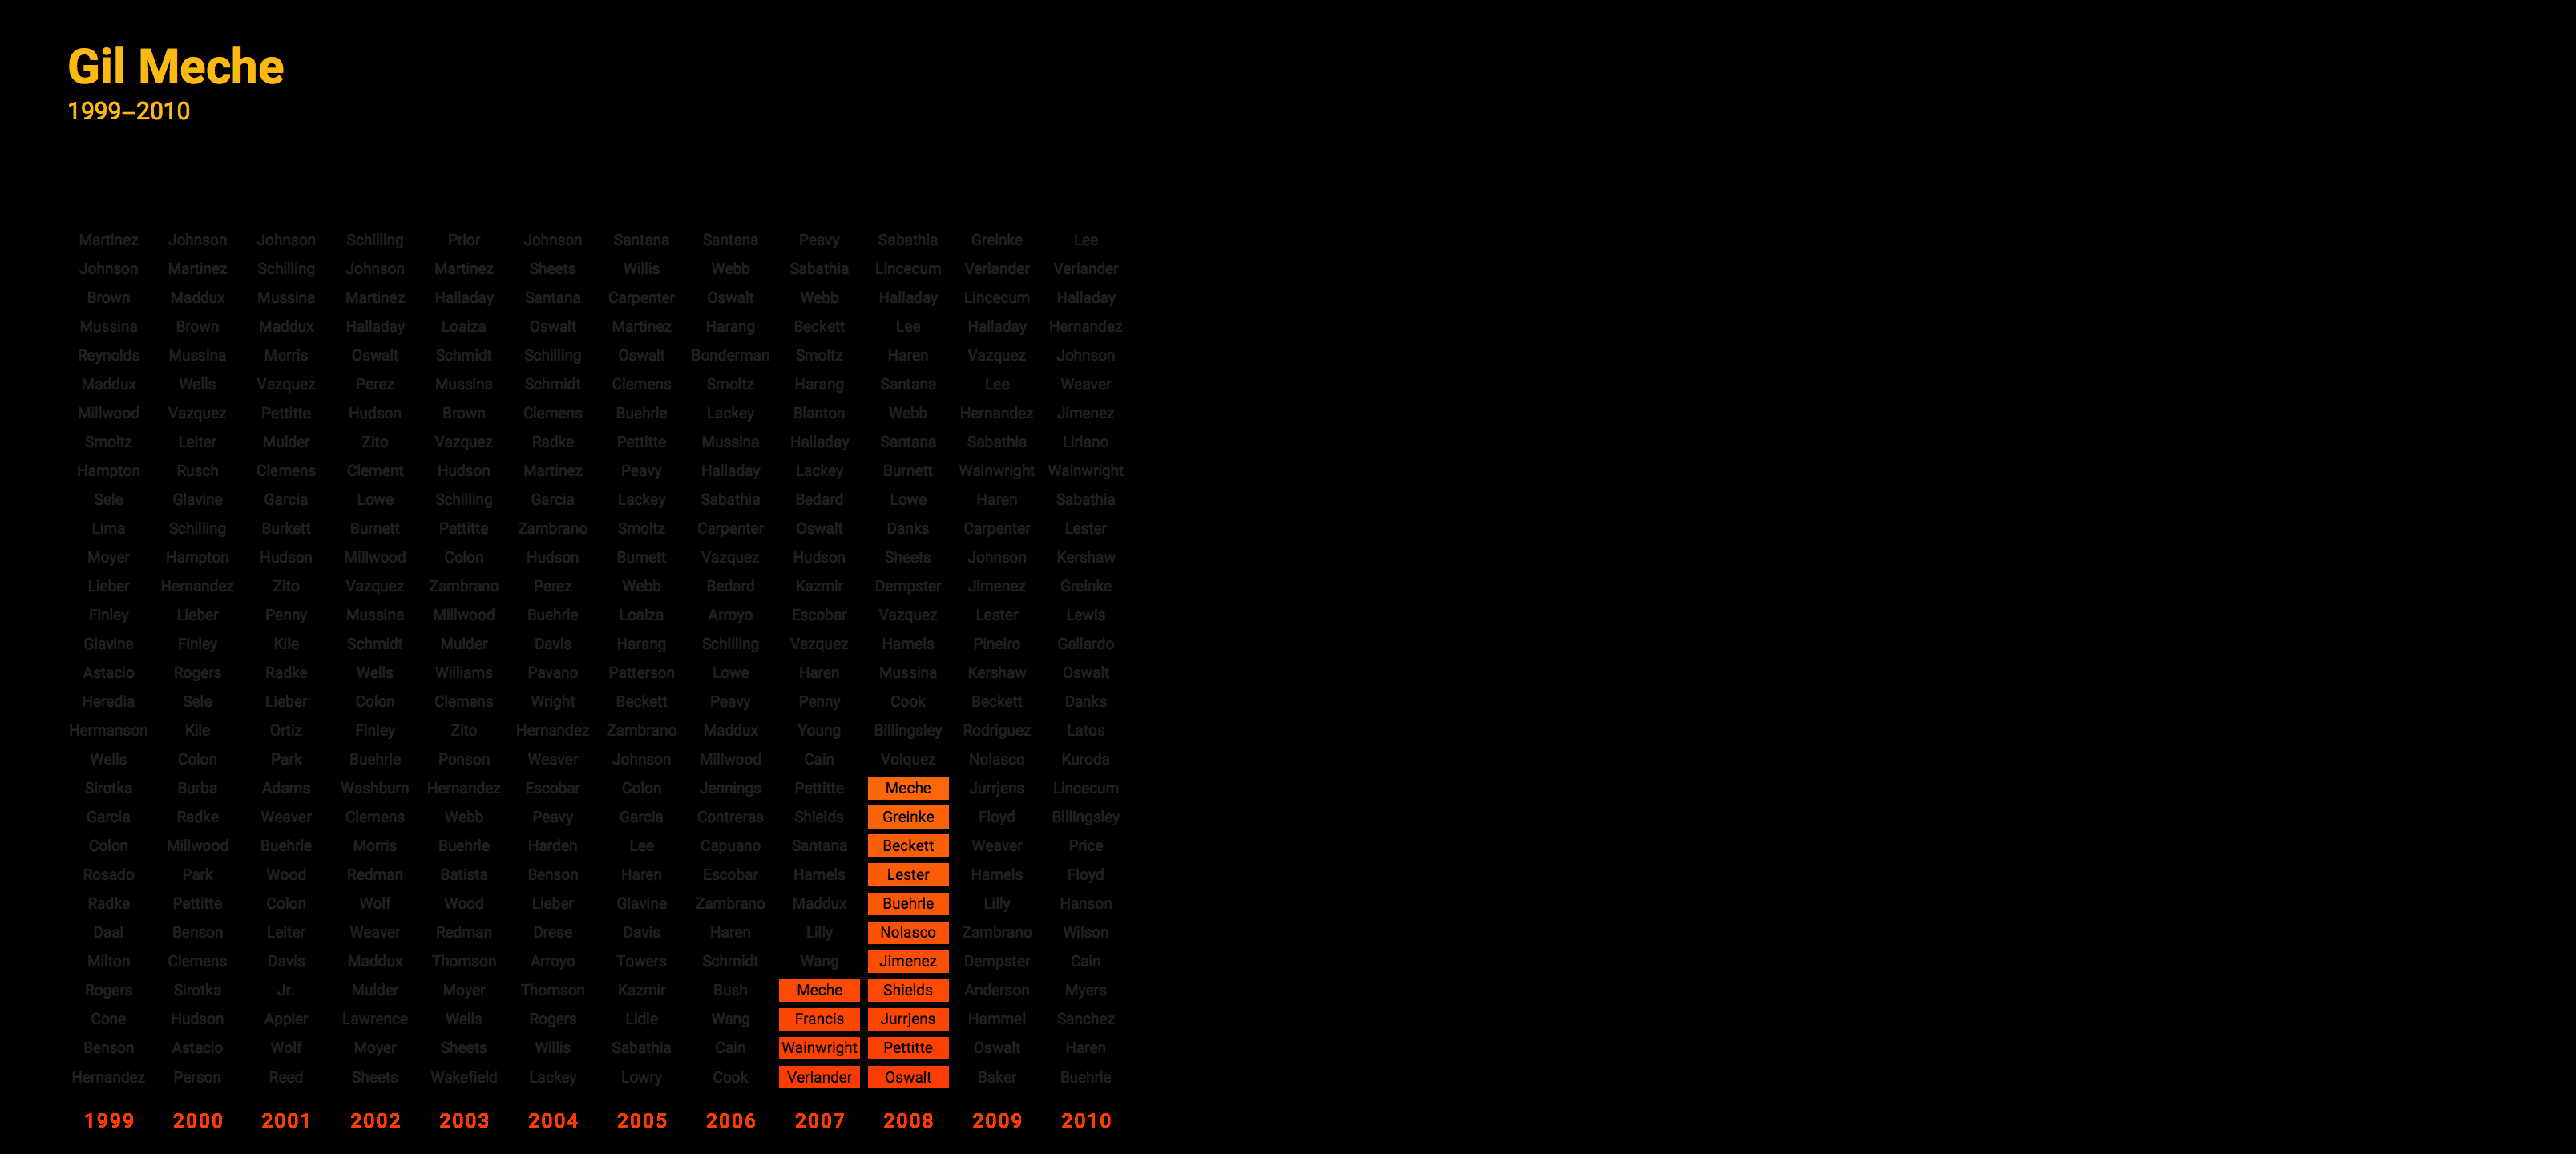 Gil Meche
1999–2010
Martinez Johnson Johnson Schilling Prior Johnson Santana Santana Peavy Sabathia Greinke Lee
Johnson Martinez Schilling Johnson Martinez Sheets Willis Webb Sabathia Lincecum Verlander Verlander
Brown Maddux Mussina Martinez Halladay Santana Carpenter Oswalt Webb Halladay Lincecum Halladay
Mussina Brown Maddux Halladay Loaiza Oswalt Martinez Harang Beckett Lee Halladay Hernandez
Reynolds Mussina Morris Oswalt Schmidt Schilling Oswalt Bonderman Smoltz Haren Vazquez Johnson
Maddux Wells Vazquez Perez Mussina Schmidt Clemens Smoltz Harang Santana Lee Weaver
Millwood Vazquez Pettitte Hudson Brown Clemens Buehrle Lackey Blanton Webb Hernandez Jimenez
Smoltz Leiter Mulder Zito Vazquez Radke Pettitte Mussina Halladay Santana Sabathia Liriano
Hampton Rusch Clemens Clement Hudson Martinez Peavy Halladay Lackey Burnett Wainwright Wainwright
Sele Glavine Garcia Lowe Schilling Garcia Lackey Sabathia Bedard Lowe Haren Sabathia
Lima Schilling Burkett Burnett Pettitte Zambrano Smoltz Carpenter Oswalt Danks Carpenter Lester
Moyer Hampton Hudson Millwood Colon Hudson Burnett Vazquez Hudson Sheets Johnson Kershaw
Lieber Hernandez Zito Vazquez Zambrano Perez Webb Bedard Kazmir Dempster Jimenez Greinke
Finley Lieber Penny Mussina Millwood Buehrle Loaiza Arroyo Escobar Vazquez Lester Lewis
Glavine Finley Kile Schmidt Mulder Davis Harang Schilling Vazquez Hamels Pineiro Gallardo
Astacio Rogers Radke Wells Williams Pavano Patterson Lowe Haren Mussina Kershaw Oswalt
Heredia Sele Lieber Colon Clemens Wright Beckett Peavy Penny Cook Beckett Danks
Hermanson Kile Ortiz Finley Zito Hernandez Zambrano Maddux Young Billingsley Rodriguez Latos
Wells Colon Park Buehrle Ponson Weaver Johnson Millwood Cain Volquez Nolasco Kuroda
Sirotka Burba Adams Washburn Hernandez Escobar Colon Jennings Pettitte Meche Jurrjens Lincecum
Garcia Radke Weaver Clemens Webb Peavy Garcia Contreras Shields Greinke Floyd Billingsley
Colon Millwood Buehrle Morris Buehrle Harden Lee Capuano Santana Beckett Weaver Price
Rosado Park Wood Redman Batista Benson Haren Escobar Hamels Lester Hamels Floyd
Radke Pettitte Colon Wolf Wood Lieber Glavine Zambrano Maddux Buehrle Lilly Hanson
Daal Benson Leiter Weaver Redman Drese Davis Haren Lilly Nolasco Zambrano Wilson
Milton Clemens Davis Maddux Thomson Arroyo Towers Schmidt Wang Jimenez Dempster Cain
Rogers Sirotka Jr. Mulder Moyer Thomson Kazmir Bush Meche Shields Anderson Myers
Cone Hudson Appier Lawrence Wells Rogers Lidle Wang Francis Jurrjens Hammel Sanchez
Benson Astacio Wolf Moyer Sheets Willis Sabathia Cain Wainwright Pettitte Oswalt Haren
Hernandez Person Reed Sheets Wakefield Lackey Lowry Cook Verlander Oswalt Baker Buehrle
1999 2000 2001 2002 2003 2004 2005 2006 2007 2008 2009 2010